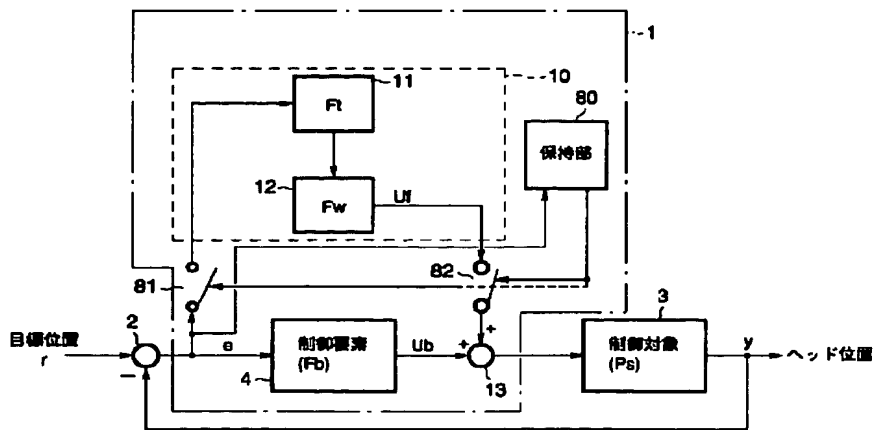 1
10
11
Ft
80
保持部
12
Fw
Uf
81
82
3
目標位置
r
2
−
e
制御要素
(Fb)
4
Ub
+
+
13
制御対象
(Ps)
y
ヘッド位置